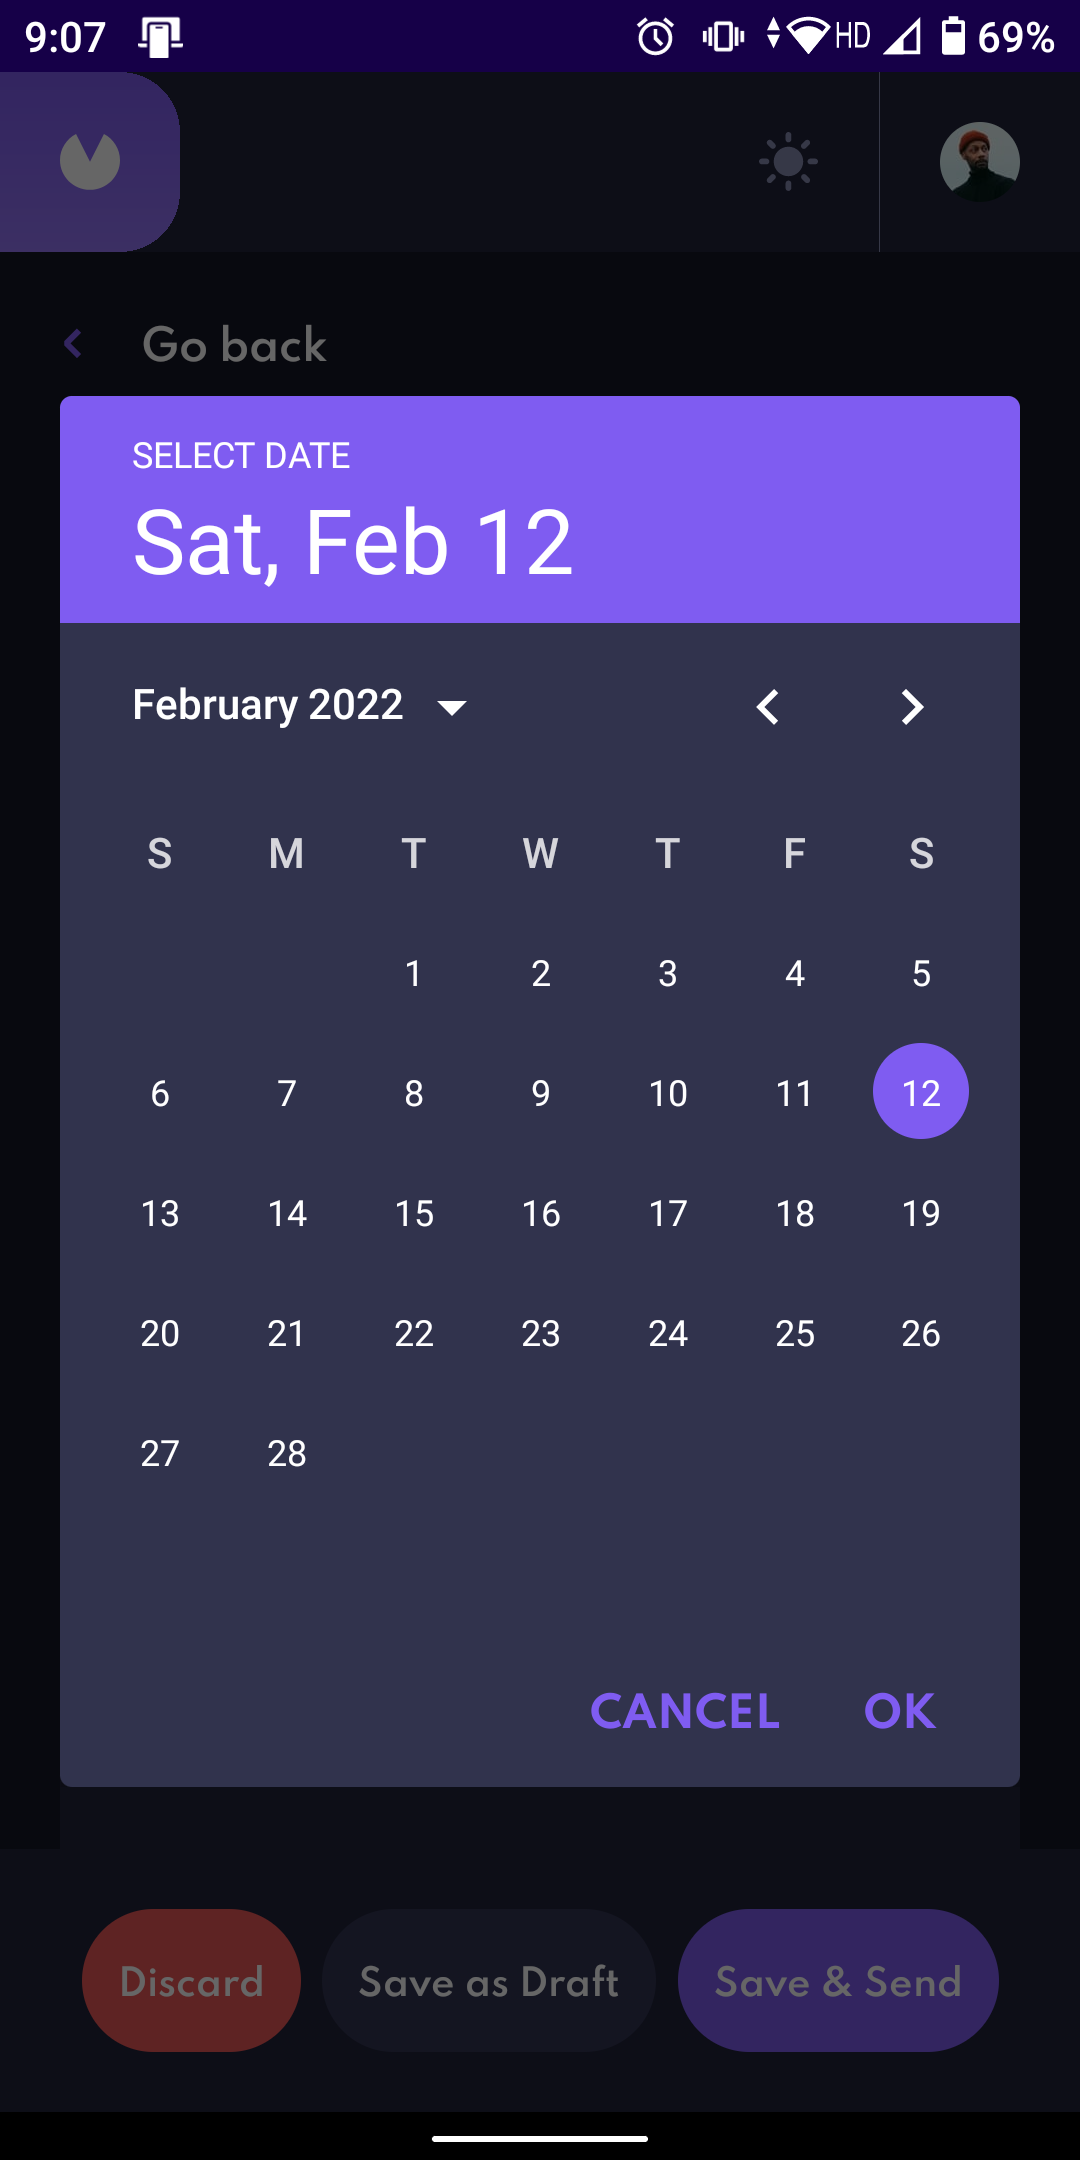 9:07 HD 69%
Go back
SELECT DATE
Sat, Feb 12
February 2022
S M T W T F S
1 2 3 4 5
6 7 8 9 10 11 12
13 14 15 16 17 18 19
20 21 22 23 24 25 26
27 28
CANCEL OK
Discard Save as Draft Save & Send